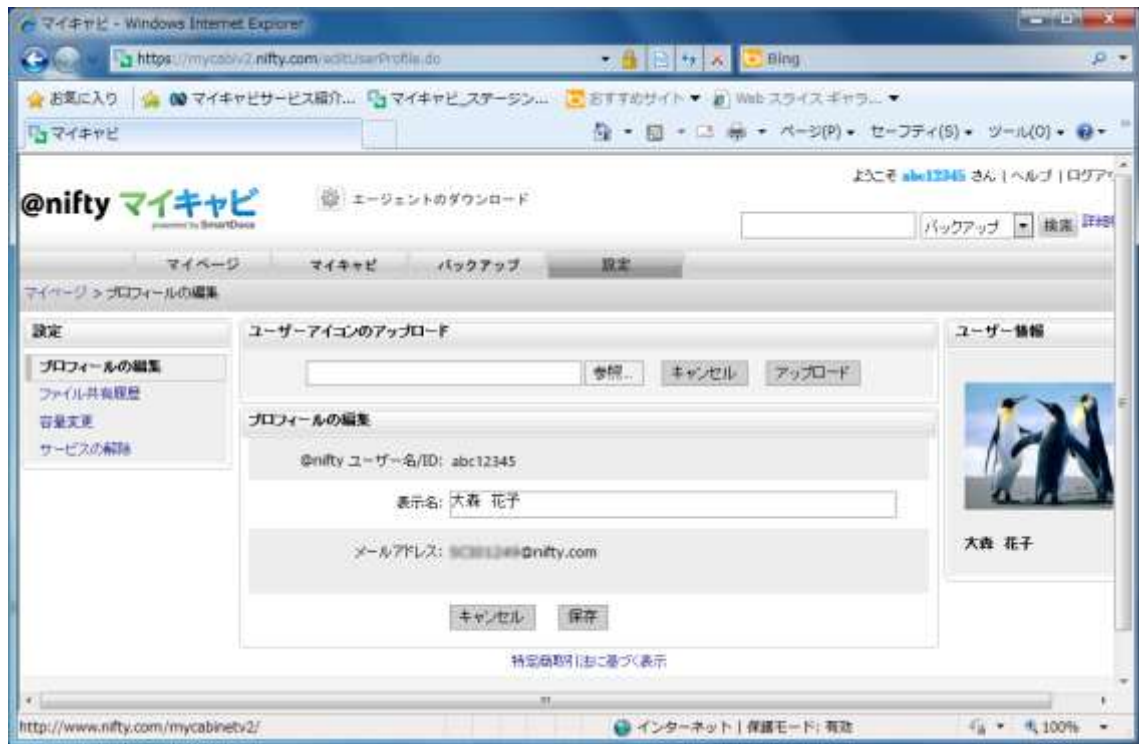 マイキャビ - Windows Internet Explorer
https://mycabiv2.nifty.com/editUserProfile.do
Bing
お気に入り マイキャビサービス紹介... マイキャビ_ステージン... おすすめサイト Web スライス ギャラ...
マイキャビ
ページ(P) セーフティ(S) ツール(O)
ようこそ abc12345 さん | ヘルプ | ログア
@nifty マイキャビ
powered by SmartDocs
エージェントのダウンロード
バックアップ 検索 詳細
マイページ マイキャビ バックアップ 設定
マイページ > プロフィールの編集
設定
プロフィールの編集
ファイル共有履歴
容量変更
サービスの解除
ユーザーアイコンのアップロード
参照... キャンセル アップロード
プロフィールの編集
@nifty ユーザー名/ID: abc12345
表示名: 大森 花子
メールアドレス: @nifty.com
キャンセル 保存
ユーザー情報
大森 花子
特定商取引法に基づく表示
http://www.nifty.com/mycabinetv2/
インターネット | 保護モード: 有効
100%